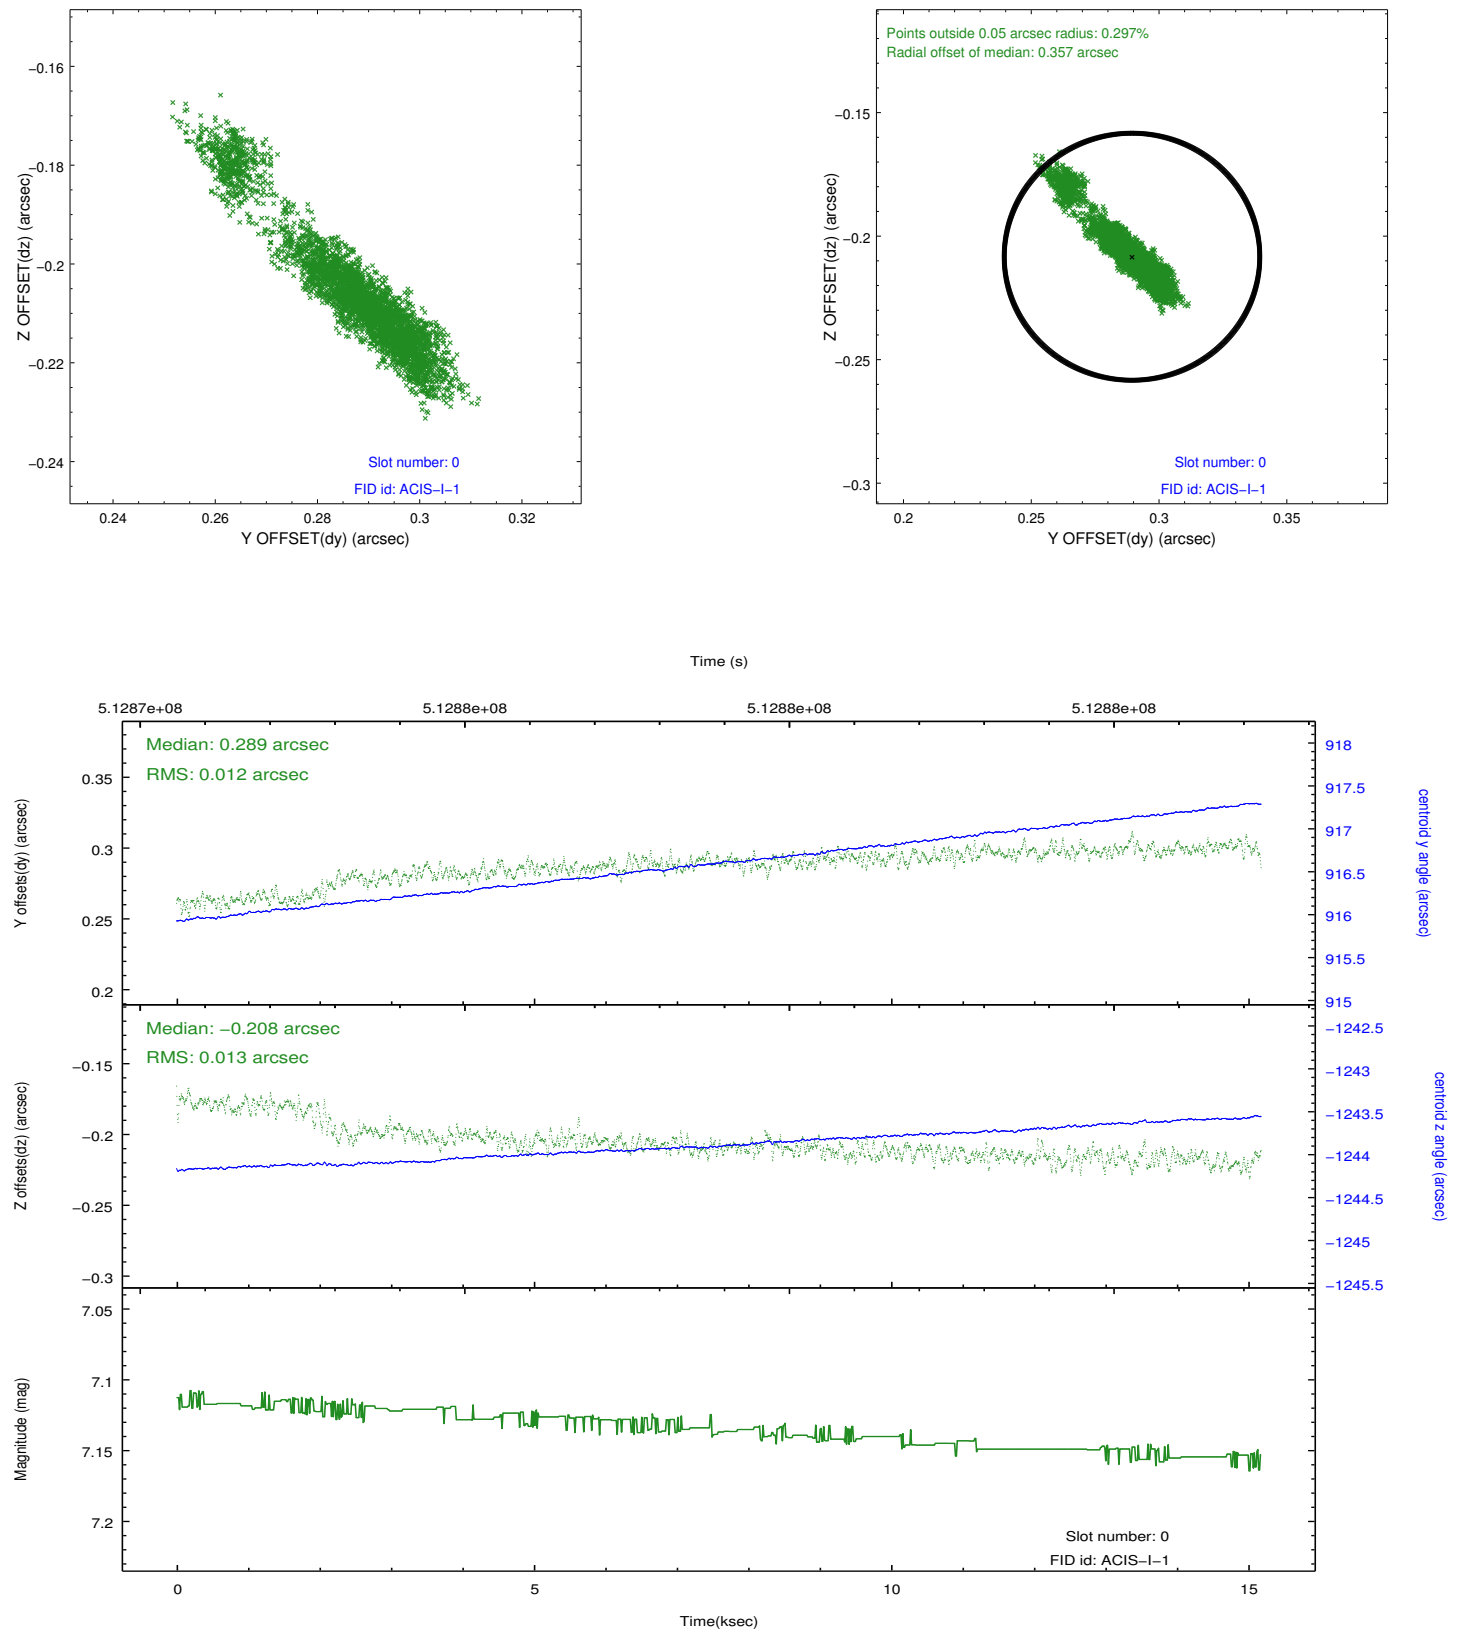 −0.16
−0.18
−0.2
−0.22
−0.24
Z OFFSET(dz) (arcsec)
Slot number: 0
FID id: ACIS−I−1
0.24 0.26 0.28 0.3 0.32
Y OFFSET(dy) (arcsec)
Points outside 0.05 arcsec radius: 0.297%
Radial offset of median: 0.357 arcsec
−0.15
−0.2
−0.25
−0.3
Z OFFSET(dz) (arcsec)
Slot number: 0
FID id: ACIS−I−1
0.2 0.25 0.3 0.35
Y OFFSET(dy) (arcsec)
Time (s)
5.1287e+08 5.1288e+08 5.1288e+08 5.1288e+08
Median: 0.289 arcsec
RMS: 0.012 arcsec
0.35
0.3
0.25
0.2
Y offsets(dy) (arcsec)
918
917.5
917
916.5
916
915.5
915
centroid y angle (arcsec)
Median: −0.208 arcsec
RMS: 0.013 arcsec
−0.15
−0.2
−0.25
−0.3
Z offsets(dz) (arcsec)
−1242.5
−1243
−1243.5
−1244
−1244.5
−1245
−1245.5
centroid z angle (arcsec)
7.05
7.1
7.15
7.2
Magnitude (mag)
Slot number: 0
FID id: ACIS−I−1
0 5 10 15
Time(ksec)